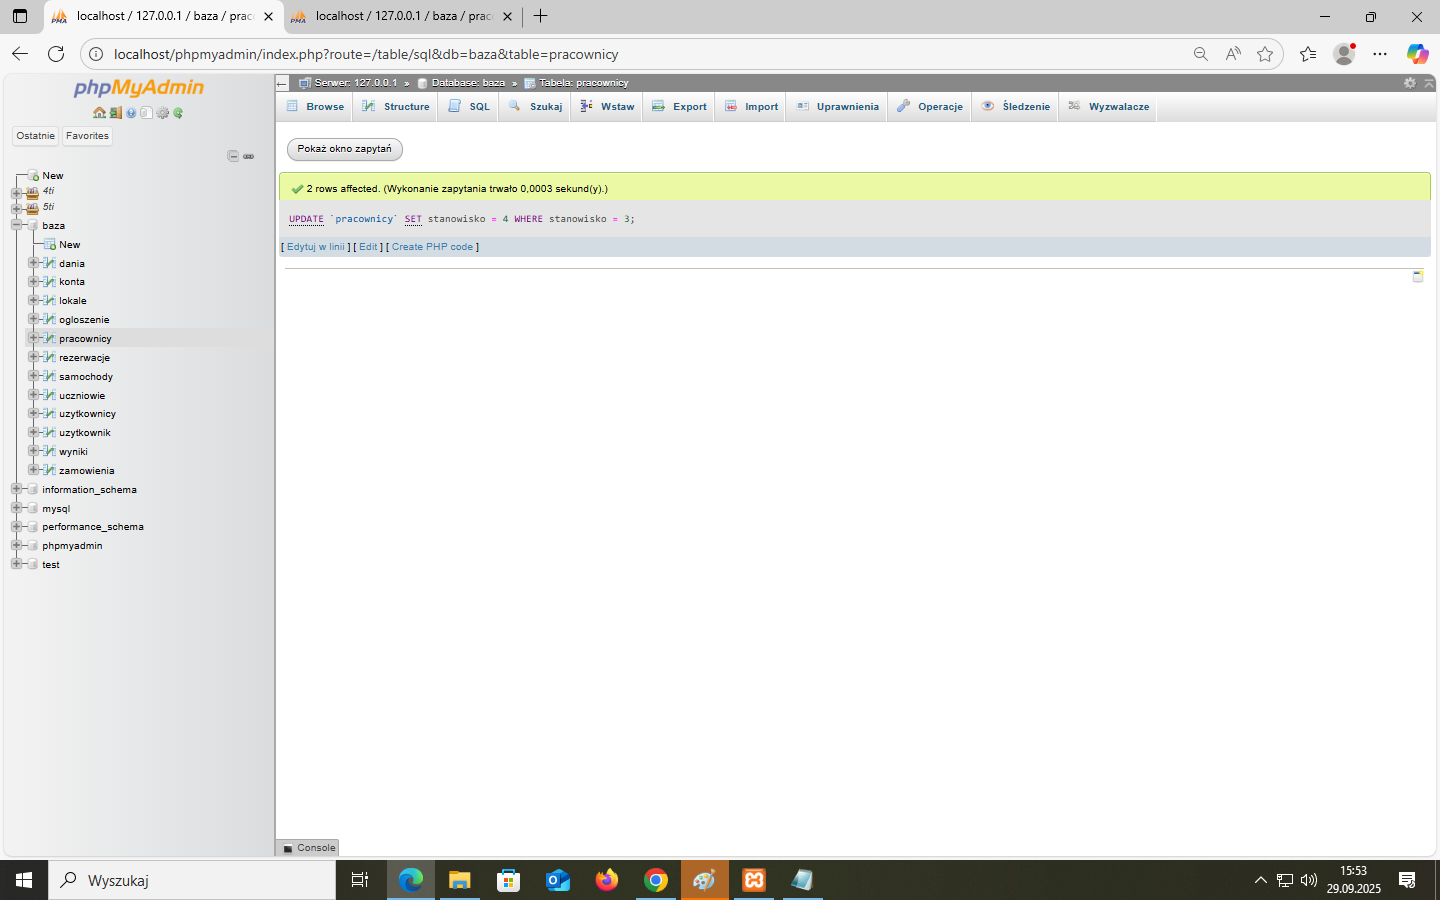 localhost / 127.0.0.1 / baza / prac
localhost / 127.0.0.1 / baza / prac
localhost/phpmyadmin/index.php?route=/table/sql&db=baza&table=pracownicy
phpMyAdmin
Ostatnie Favorites
New
4ti
5ti
baza
New
dania
konta
lokale
ogloszenie
pracownicy
rezerwacje
samochody
uczniowie
uzytkownicy
uzytkownik
wyniki
zamowienia
information_schema
mysql
performance_schema
phpmyadmin
test
Serwer: 127.0.0.1 » Database: baza » Tabela: pracownicy
Browse Structure SQL Szukaj Wstaw Export Import Uprawnienia Operacje Śledzenie Wyzwalacze
Pokaż okno zapytań
2 rows affected. (Wykonanie zapytania trwało 0,0003 sekund(y).)
UPDATE `pracownicy` SET stanowisko = 4 WHERE stanowisko = 3;
[ Edytuj w linii ] [ Edit ] [ Create PHP code ]
Console
Wyszukaj
15:53
29.09.2025